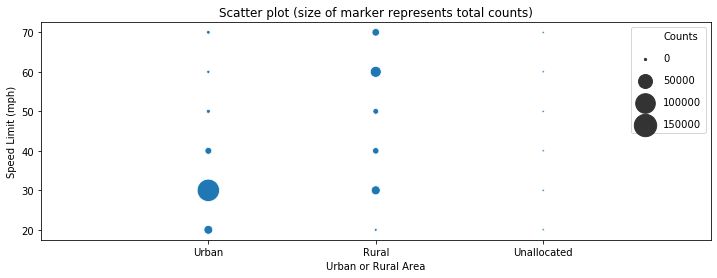 Scatter plot (size of marker represents total counts)
Speed Limit (mph)
70
60
50
40
30
20
Counts
0
50000
100000
150000
Urban
Rural
Unallocated
Urban or Rural Area